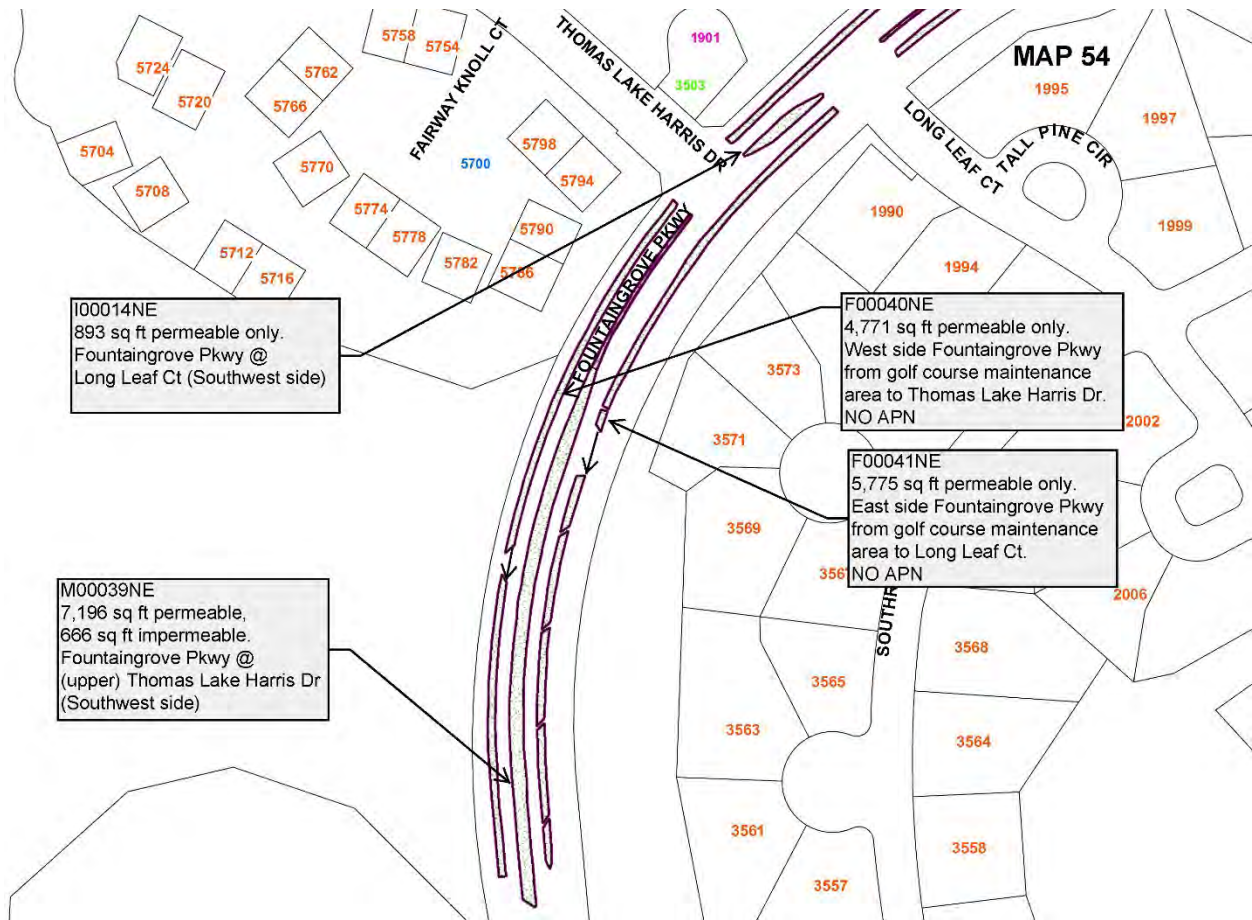 MAP 54
5758
5754
1901
3503
THOMAS LAKE HARRIS DR
FAIRWAY KNOLL CT
5724
5720
5762
5766
1995
1997
1999
LONG LEAF CT
TALL PINE CIR
5704
5708
5770
5700
5798
5794
5774
5778
5790
5786
5782
5712
5716
1990
1994
FOUNTAINGROVE PKWY
I00014NE
893 sq ft permeable only.
Fountaingrove Pkwy @
Long Leaf Ct (Southwest side)
F00040NE
4,771 sq ft permeable only.
West side Fountaingrove Pkwy
from golf course maintenance
area to Thomas Lake Harris Dr.
NO APN
3573
3571
2002
F00041NE
5,775 sq ft permeable only.
East side Fountaingrove Pkwy
from golf course maintenance
area to Long Leaf Ct.
NO APN
3569
2006
M00039NE
7,196 sq ft permeable,
666 sq ft impermeable.
Fountaingrove Pkwy @
(upper) Thomas Lake Harris Dr
(Southwest side)
3565
3568
3563
3564
3561
3558
3557